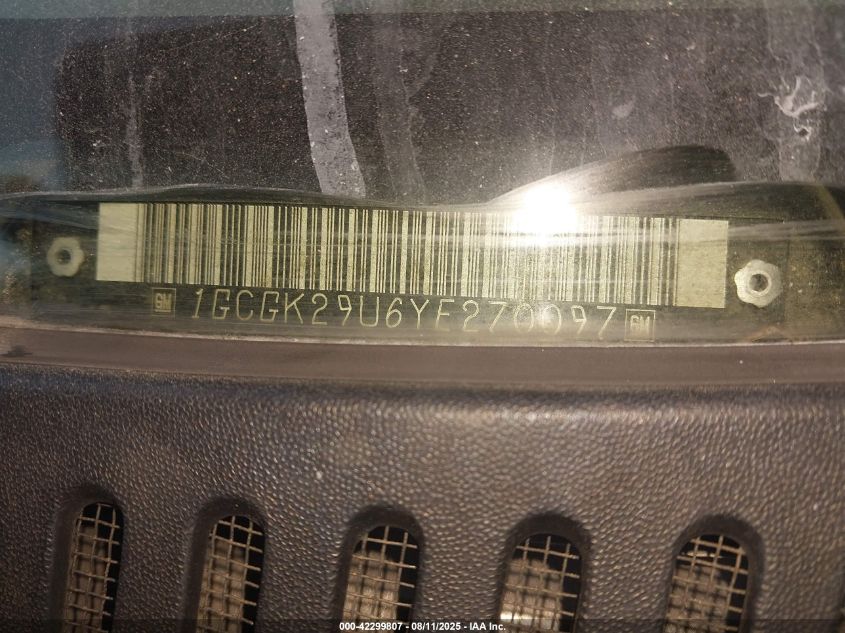 GM 1GCGK29U6YE270097 GM
000-42299807 - 08/11/2025 - IAA Inc.